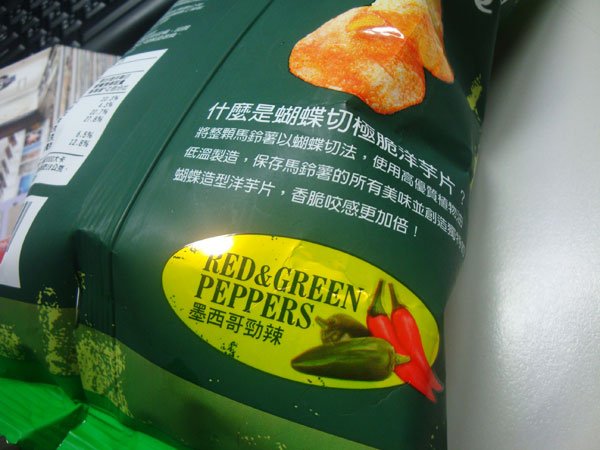 什麼是蝴蝶切極脆洋芋片？
將整顆馬鈴薯以蝴蝶切法，使用高優質植物油
低溫製造，保存馬鈴薯的所有美味並創造獨特的
蝴蝶造型洋芋片，香脆咬感更加倍！
RED&GREEN
PEPPERS
墨西哥勁辣